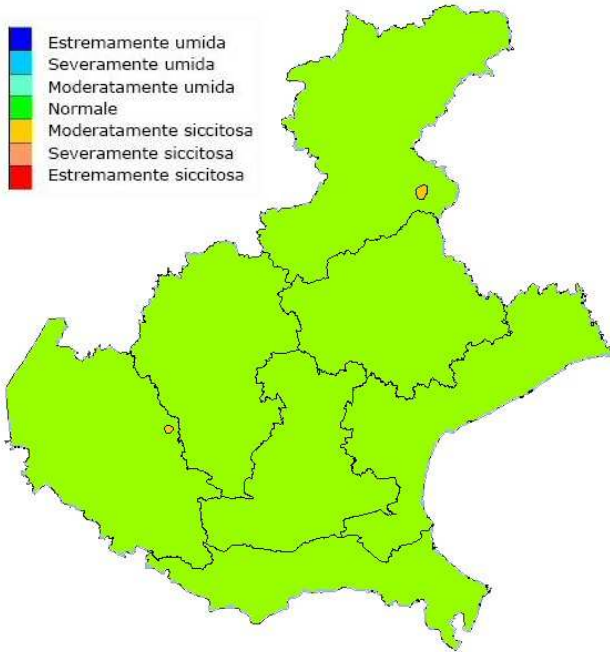 Estremamente umida
Severamente umida
Moderatamente umida
Normale
Moderatamente siccitosa
Severamente siccitosa
Estremamente siccitosa